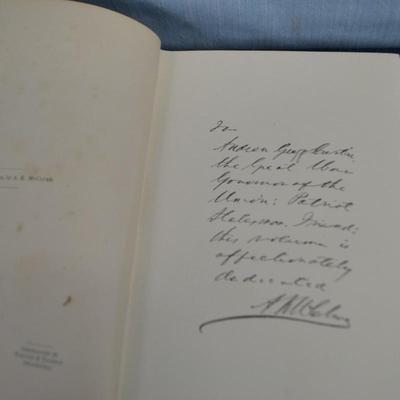 To
Andrew Gregg Curtin
the Great War
Governor of the
Union: Patriot
Statesman, Friend:
this volume is
affectionately
dedicated
A K McClure